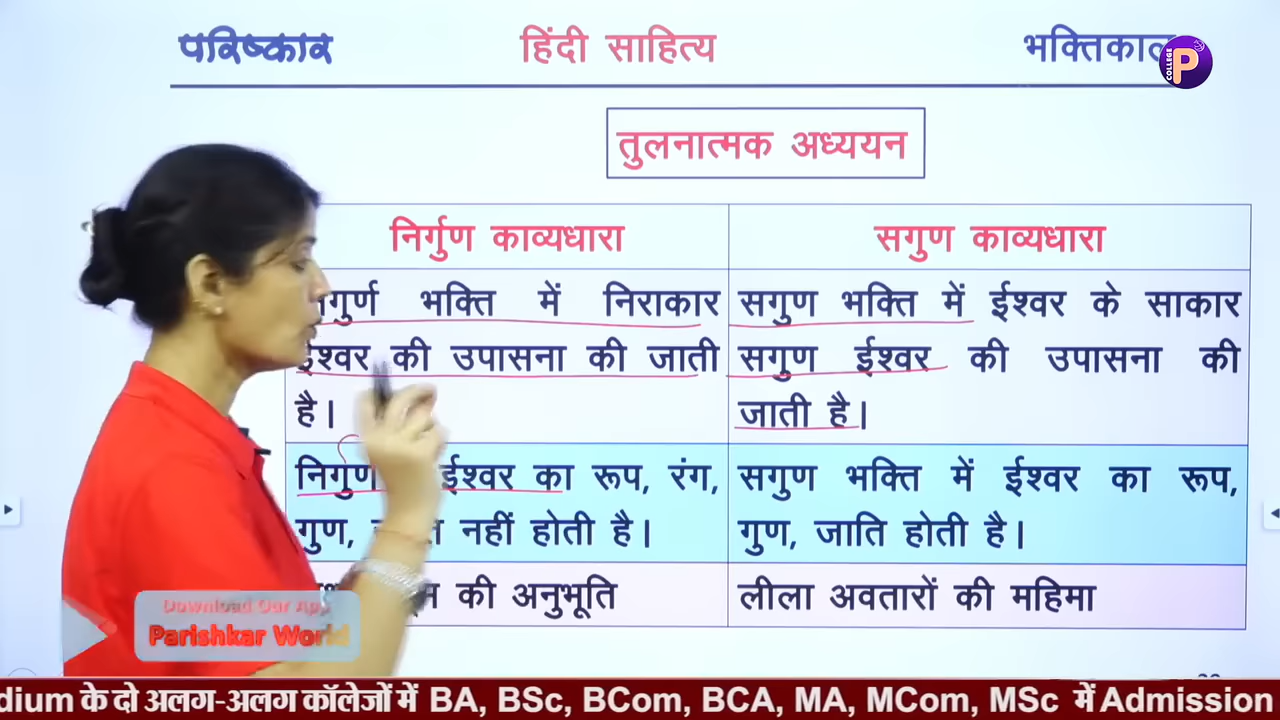 परिष्कार हिंदी साहित्य
COLLEGE P
तुलनात्मक अध्ययन
निर्गुण काव्यधारा सगुण काव्यधारा
भक्ति में निराकार
ईश्वर की उपासना की जाती
है।
सगुण भक्ति में ईश्वर के साकार
सगुण ईश्वर की उपासना की
जाती है।
निगुण ईश्वर का रूप, रंग,
गुण, नहीं होती है।
सगुण भक्ति में ईश्वर का रूप,
गुण, जाति होती है।
की अनुभूति
लीला अवतारों की महिमा
Download Our App
Parishkar World
के दो अलग-अलग कॉलेजों में BA, BSc, BCom, BCA, MA, MCom, MSc में Admission